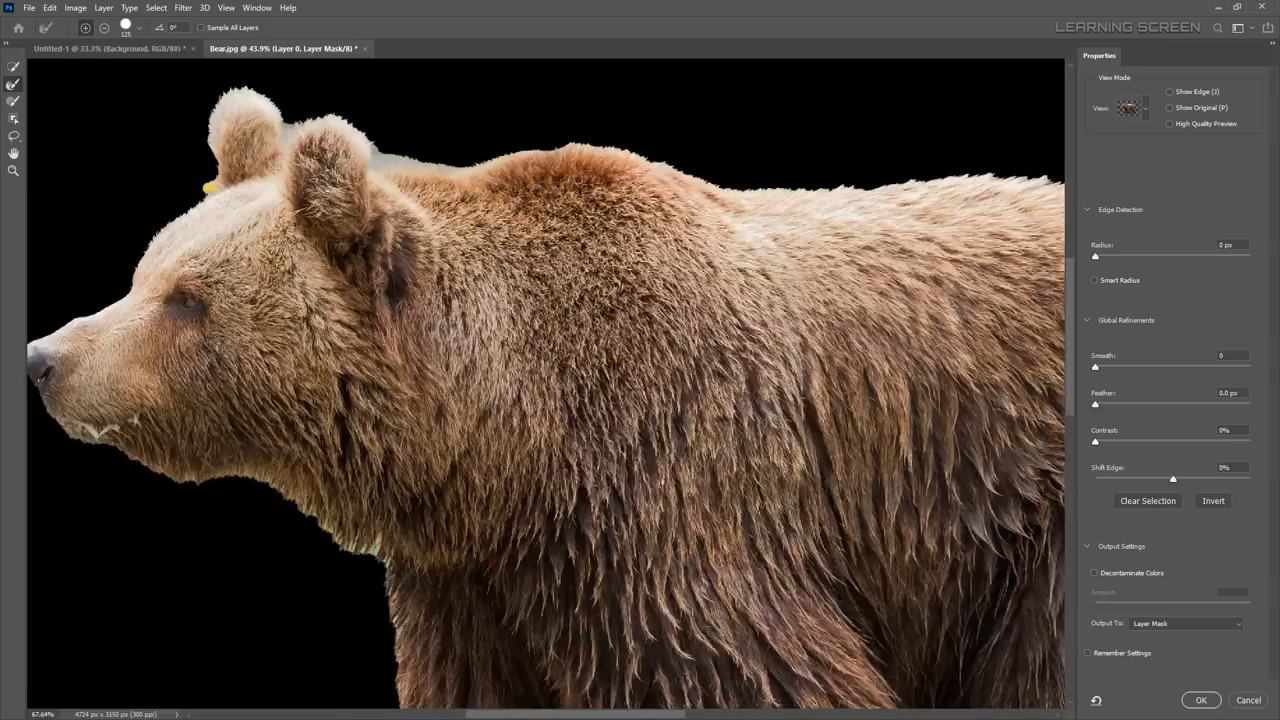 Ps File Edit Image Layer Type Select Filter 3D View Window Help
125 0° Sample All Layers LEARNING SCREEN
Untitled-1 @ 33.3% (Background, RGB/8#) * × Bear.jpg @ 43.9% (Layer 0, Layer Mask/8) * ×
Properties
View Mode
Show Edge (J)
View:
Show Original (P)
High Quality Preview
Edge Detection
Radius: 0 px
Smart Radius
Global Refinements
Smooth: 0
Feather: 0.0 px
Contrast: 0%
Shift Edge: 0%
Clear Selection Invert
Output Settings
Decontaminate Colors
Amount:
Output To: Layer Mask
Remember Settings
OK Cancel
67.64% 4724 px x 3150 px (300 ppi)